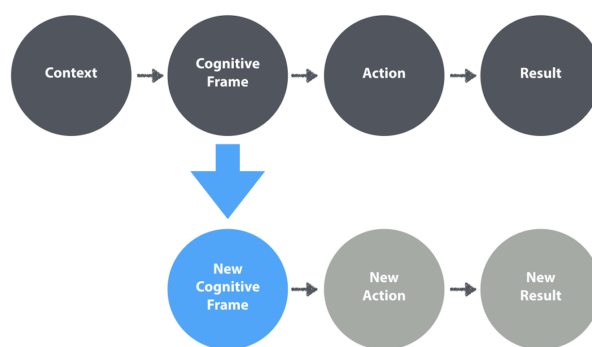 Context
Cognitive
Frame
Action
Result
New
Cognitive
Frame
New
Action
New
Result